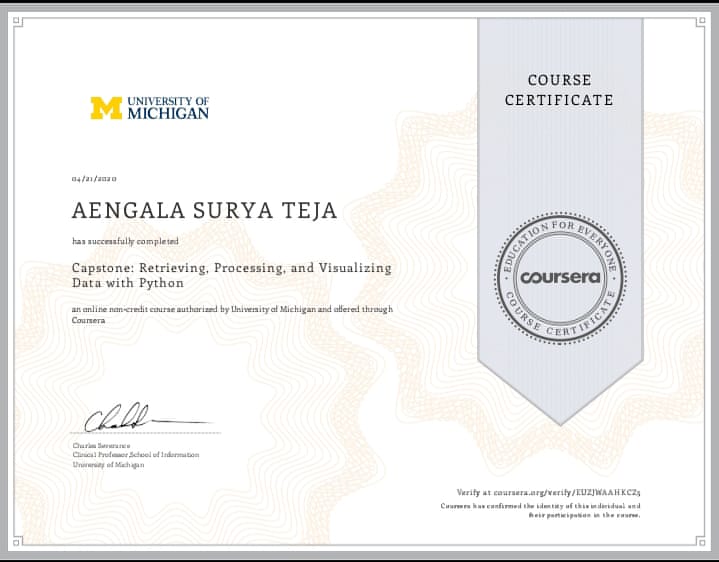 COURSE
CERTIFICATE
UNIVERSITY OF
MICHIGAN
04/21/2020
AENGALA SURYA TEJA
has successfully completed
Capstone: Retrieving, Processing, and Visualizing
Data with Python
an online non-credit course authorized by University of Michigan and offered through
Coursera
EDUCATION FOR EVERYONE
coursera
COURSE CERTIFICATE
Charles Severance
Clinical Professor, School of Information
University of Michigan
Verify at coursera.org/verify/EUZJWAAHKCZ5
Coursera has confirmed the identity of this individual and
their participation in the course.